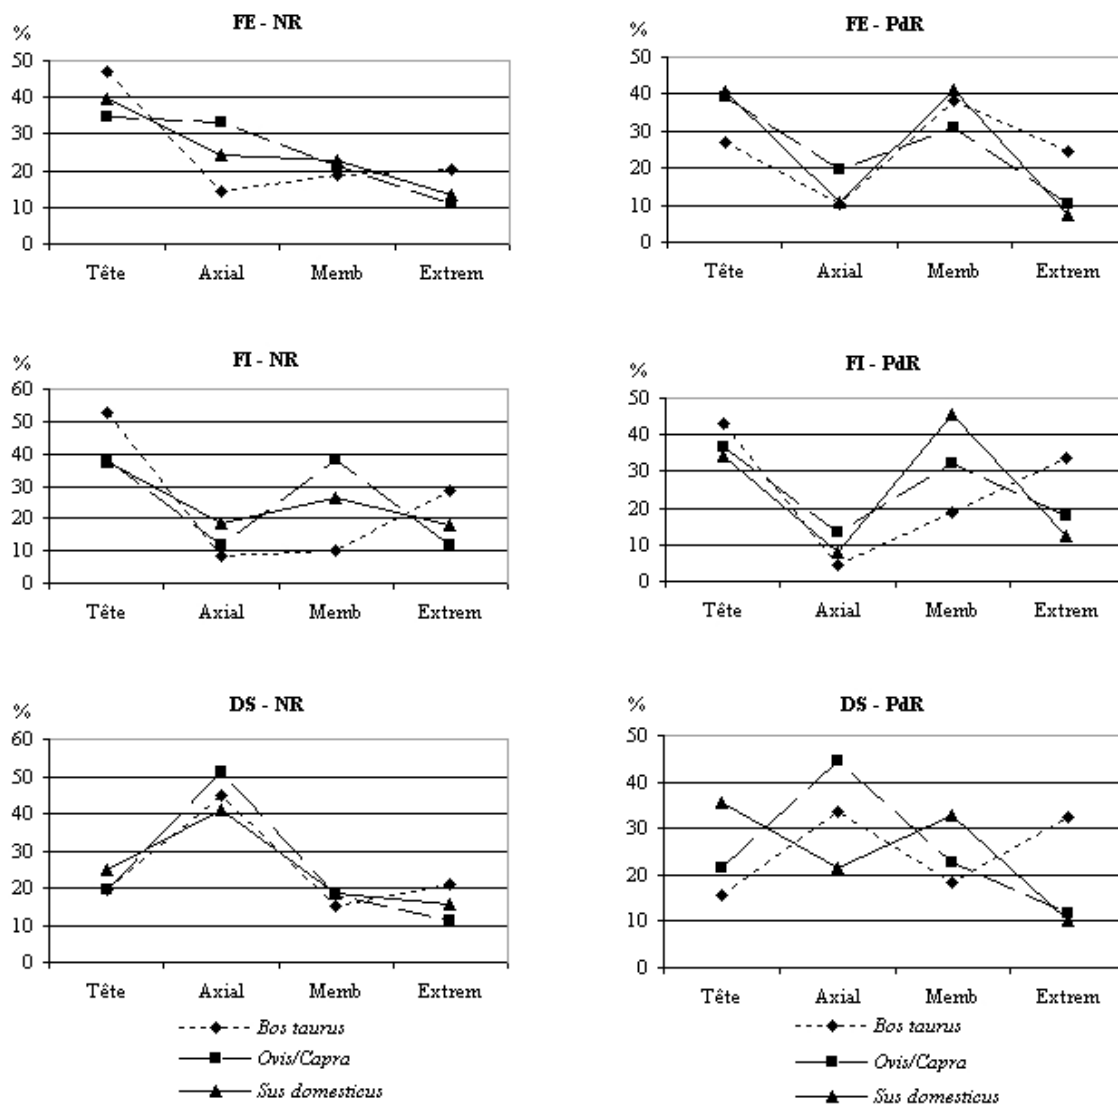 FE - NR
%
50
40
30
20
10
0
Tête Axial Memb Extrem
FE - PdR
%
50
40
30
20
10
0
Tête Axial Memb Extrem
FI - NR
%
60
50
40
30
20
10
0
Tête Axial Memb Extrem
FI - PdR
%
50
40
30
20
10
0
Tête Axial Memb Extrem
DS - NR
%
60
50
40
30
20
10
0
Tête Axial Memb Extrem
Bos taurus
Ovis/Capra
Sus domesticus
DS - PdR
%
50
40
30
20
10
0
Tête Axial Memb Extrem
Bos taurus
Ovis/Capra
Sus domesticus